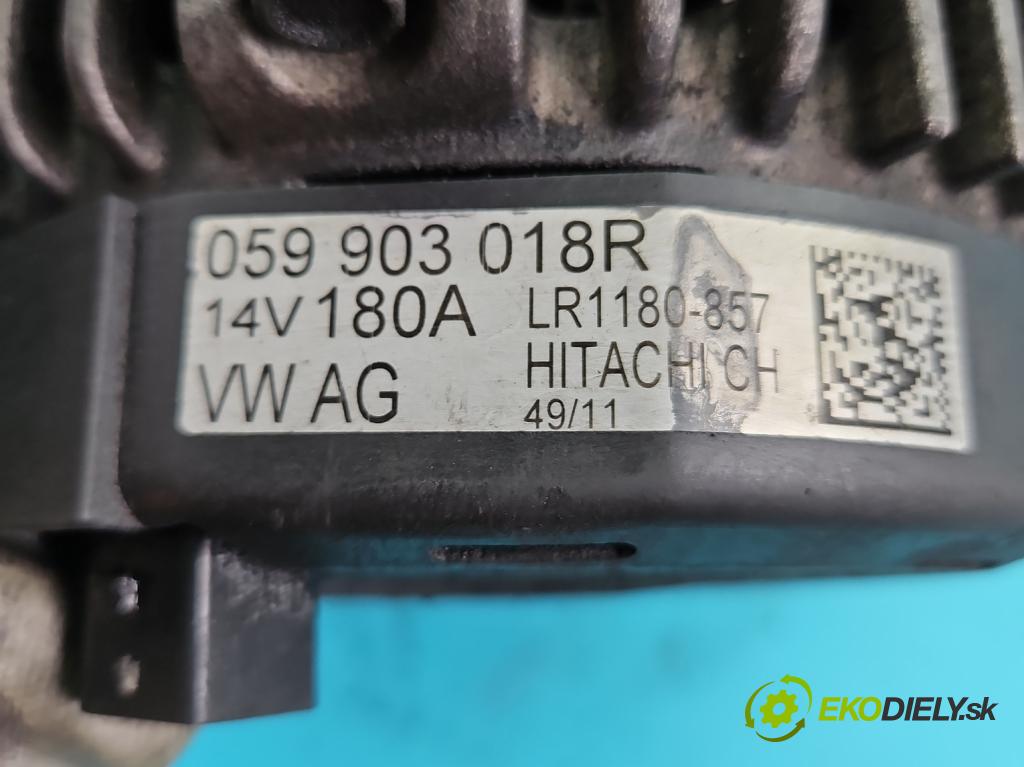 059 903 018R
14V 180A LR1180-857
VW AG HITACHI CH
49/11
EKODIELY.sk